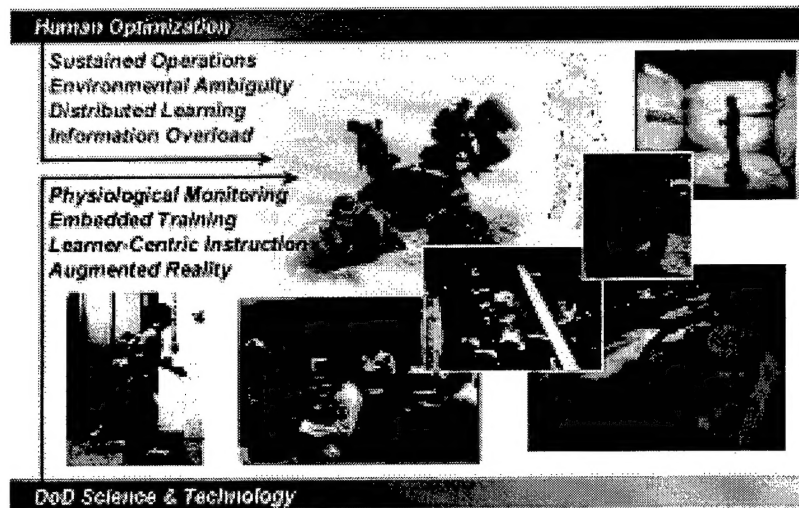 Human Optimization
Sustained Operations
Environmental Ambiguity
Distributed Learning
Information Overload
Physiological Monitoring
Embedded Training
Learner-Centric Instruction
Augmented Reality
DoD Science & Technology